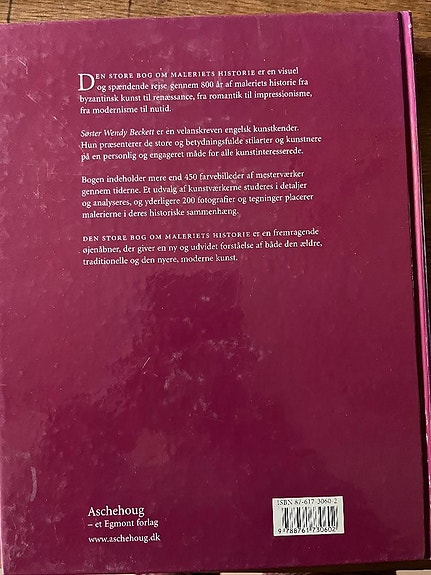 DEN STORE BOG OM MALERIETS HISTORIE er en visuel
og spændende rejse gennem 800 år af maleriets historie fra
byzantinsk kunst til renæssance, fra romantik til impressionisme,
fra modernisme til nutid.
Søster Wendy Beckett er en velanskreven engelsk kunstkender.
Hun præsenterer de store og betydningsfulde stilarter og kunstnere
på en personlig og engageret måde for alle kunstinteresserede.
Bogen indeholder mere end 450 farvebilleder af mesterværker
gennem tiderne. Et udvalg af kunstværkerne studeres i detaljer
og analyseres, og yderligere 200 fotografier og tegninger placerer
malerierne i deres historiske sammenhæng.
DEN STORE BOG OM MALERIETS HISTORIE er en fremragende
øjenåbner, der giver en ny og udvidet forståelse af både den ældre,
traditionelle og den nyere, moderne kunst.
Aschehoug
– et Egmont forlag
www.aschehoug.dk
ISBN 87-617-3060-2
9 788761 730602